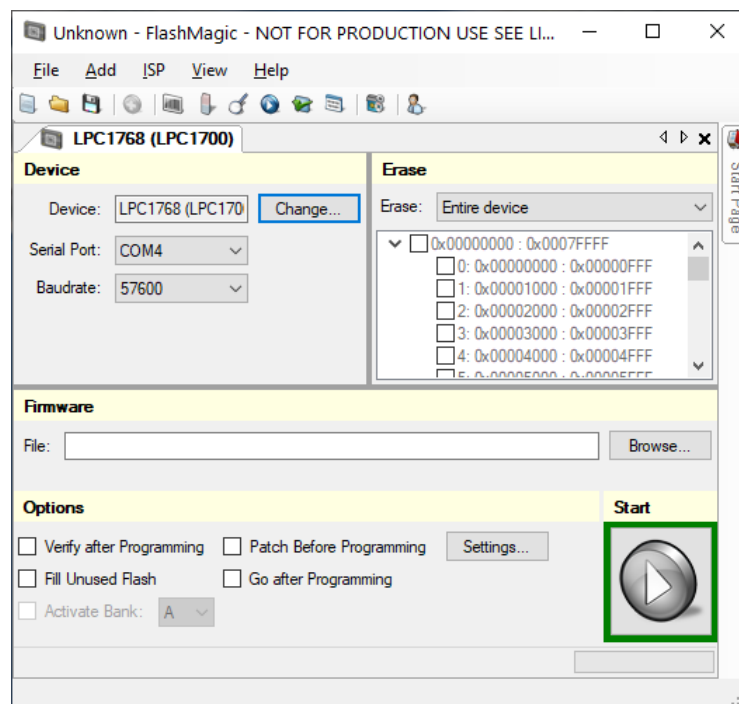 Unknown - FlashMagic - NOT FOR PRODUCTION USE SEE LI...
File Add ISP View Help
LPC1768 (LPC1700)
Start Page
Device
Device: LPC1768 (LPC170 Change...
Serial Port: COM4
Baudrate: 57600
Erase
Erase: Entire device
0x00000000 : 0x0007FFFF
0: 0x00000000 : 0x00000FFF
1: 0x00001000 : 0x00001FFF
2: 0x00002000 : 0x00002FFF
3: 0x00003000 : 0x00003FFF
4: 0x00004000 : 0x00004FFF
5: 0x00005000 : 0x00005FFF
Firmware
File: Browse...
Options
Verify after Programming Patch Before Programming Settings...
Fill Unused Flash Go after Programming
Activate Bank: A
Start